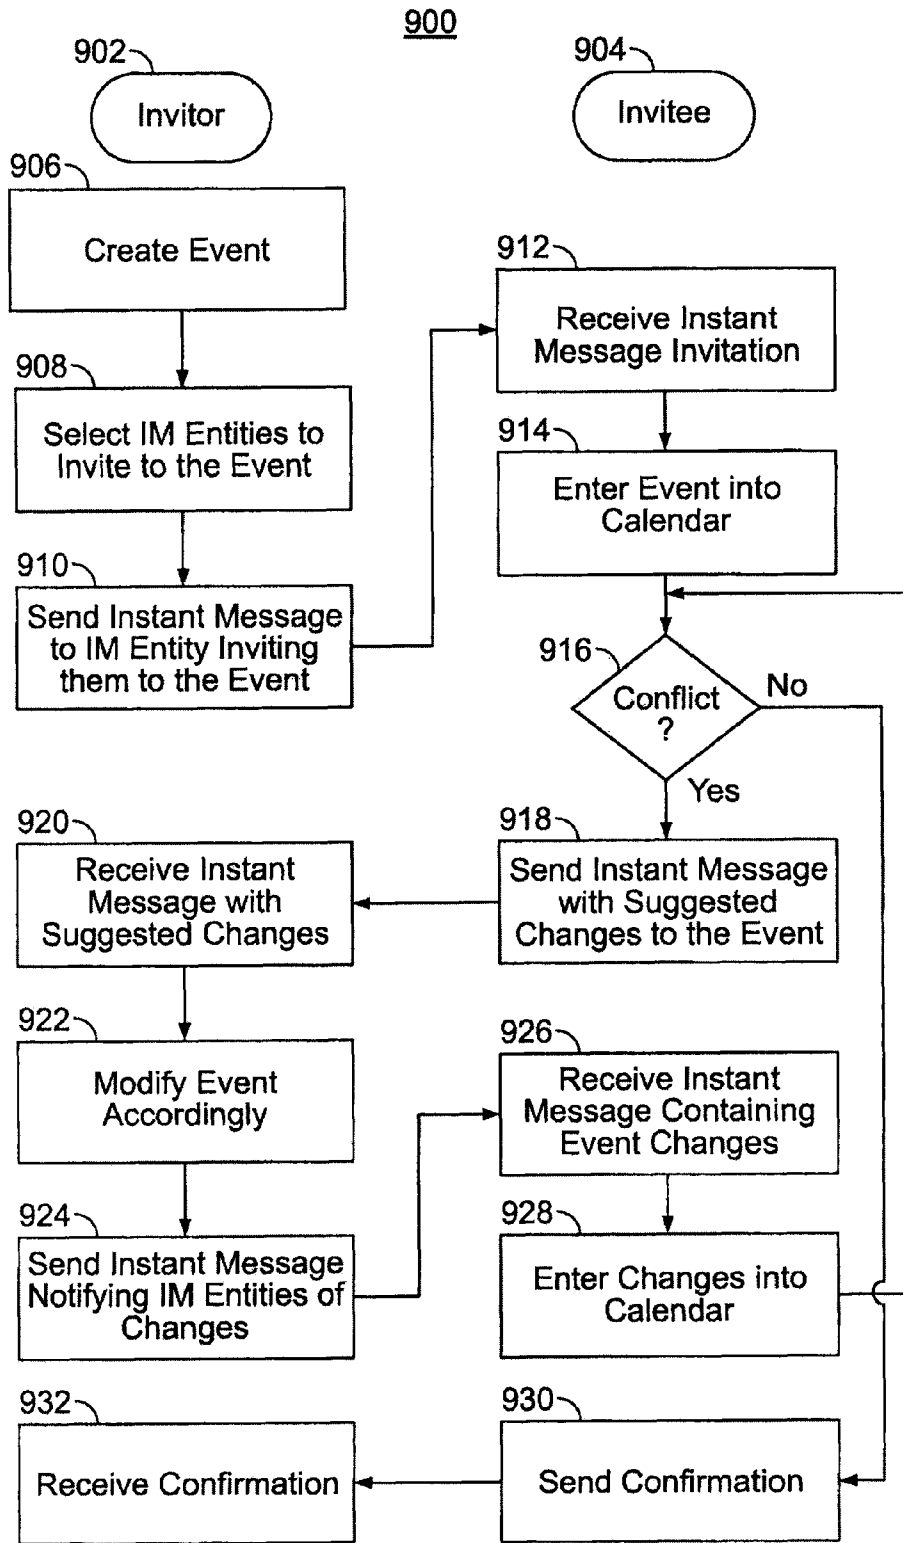 900
902
Invitor
904
Invitee
906
Create Event
908
Select IM Entities to
Invite to the Event
910
Send Instant Message
to IM Entity Inviting
them to the Event
912
Receive Instant
Message Invitation
914
Enter Event into
Calendar
916
Conflict
?
No
Yes
918
Send Instant Message
with Suggested
Changes to the Event
920
Receive Instant
Message with
Suggested Changes
922
Modify Event
Accordingly
924
Send Instant Message
Notifying IM Entities of
Changes
926
Receive Instant
Message Containing
Event Changes
928
Enter Changes into
Calendar
930
Send Confirmation
932
Receive Confirmation